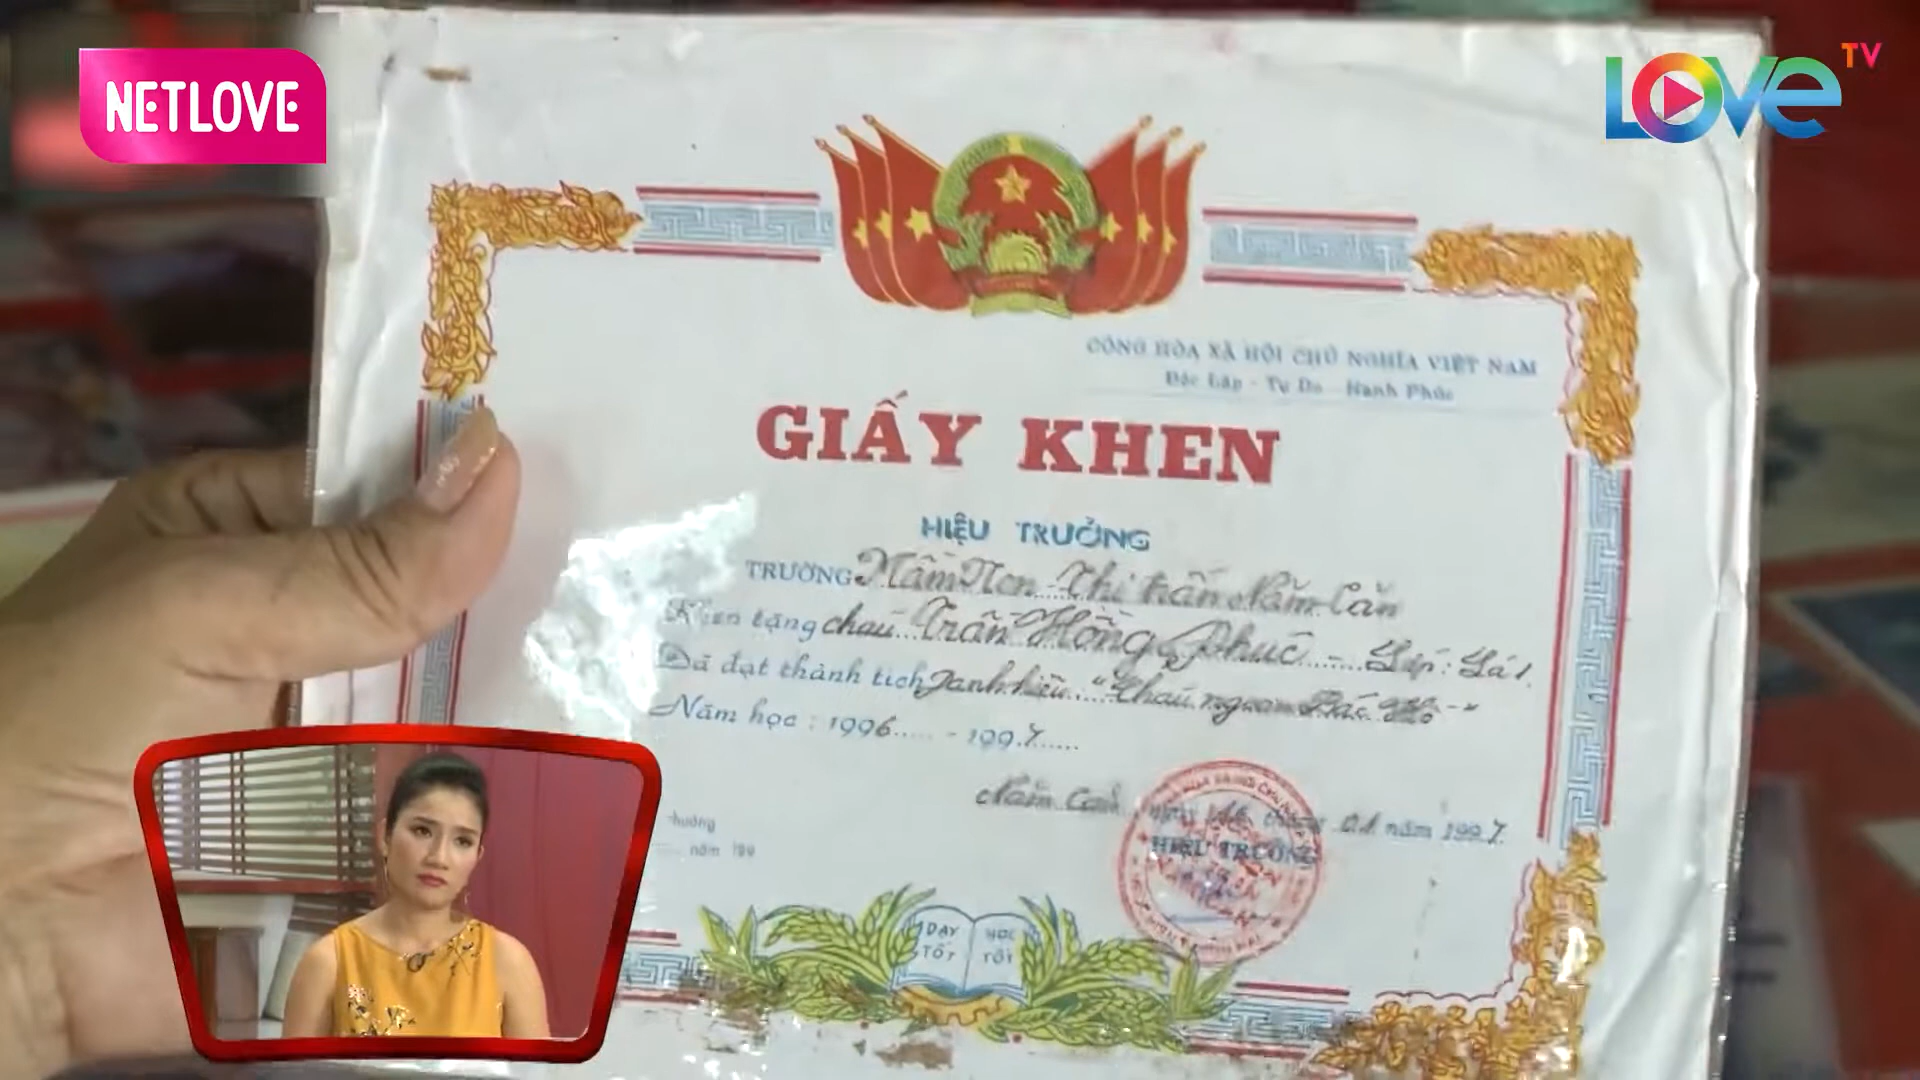 NETLOVE
LOVE TV
CỘNG HÒA XÃ HỘI CHỦ NGHĨA VIỆT NAM
Độc Lập - Tự Do - Hạnh Phúc
GIẤY KHEN
HIỆU TRƯỞNG
TRƯỜNG Mầm Non Thị trấn Năm Căn
Khen tặng cháu Trần Hồng Phúc - Lớp: Lá 1.
Đã đạt thành tích Danh hiệu "Cháu ngoan Bác Hồ"
Năm học : 1996 - 1997
Năm Căn, ngày tháng 01 năm 1997
HIỆU TRƯỞNG
thưởng
năm 199
DẠY TỐT HỌC TỐT